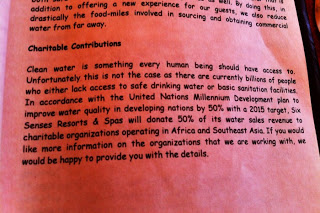 as well. By doing this, in
addition to offering a new experience for our guests, we also reduce
drastically the food-miles involved in sourcing and obtaining commercial
water from far away.
Charitable Contributions
Clean water is something every human being should have access to.
Unfortunately this is not the case as there are currently billions of people
who either lack access to safe drinking water or basic sanitation facilities.
In accordance with the United Nations Millennium Development plan to
improve water quality in developing nations by 50% with a 2015 target, Six
Senses Resorts & Spas will donate 50% of its water sales revenue to
charitable organizations operating in Africa and Southeast Asia. If you would
like more information on the organizations that we are working with, we
would be happy to provide you with the details.